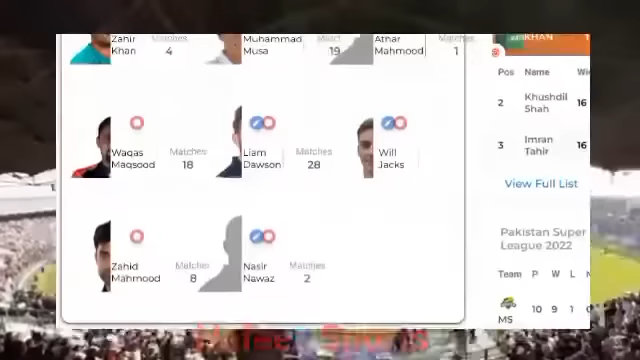 Zahir Khan Matches 4
Muhammad Musa 19
Athar Mahmood Matches 1
KHAN
Pos Name
2 Khushdil Shah 16
3 Imran Tahir 16
View Full List
Waqas Maqsood Matches 18
Liam Dawson Matches 28
Will Jacks
Zahid Mahmood Matches 8
Nasir Nawaz Matches 2
Pakistan Super League 2022
Team P W L
MS 10 9 1